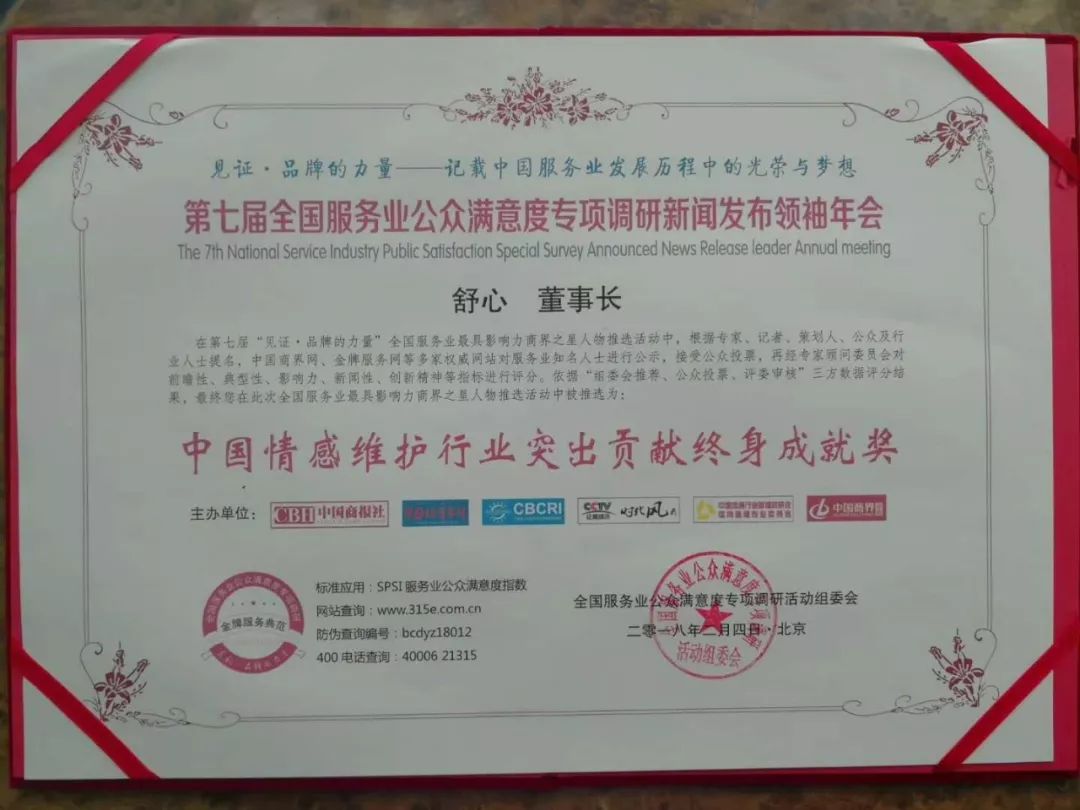 见证·品牌的力量——记载中国服务业发展历程中的光荣与梦想
第七届全国服务业公众满意度专项调研新闻发布领袖年会
The 7th National Service Industry Public Satisfaction Special Survey Announced News Release leader Annual meeting
舒心 董事长
在第七届“见证·品牌的力量”全国服务业最具影响力商界之星人物推选活动中，根据专家、记者、策划人、公众及行
业人士提名，中国商界网、金牌服务网等多家权威网站对服务业知名人士进行公示，接受公众投票，再经专家顾问委员会对
前瞻性、典型性、影响力、新闻性、创新精神等指标进行评分。依据“组委会推荐、公众投票、评委审核”三方数据评分结
果，最终您在此次全国服务业最具影响力商界之星人物推选活动中被推选为：
中国情感维护行业突出贡献终身成就奖
主办单位： CBH 中国商报社 CBCRI CCTV 时代风 中国商界
金牌服务典范
标准应用：SPSI 服务业公众满意度指数
网站查询：www.315e.com.cn
防伪查询编号：bcdyz18012
400 电话查询：40006 21315
全国服务业公众满意度专项调研活动组委会
二零一八年二月四日·北京
活动组委会